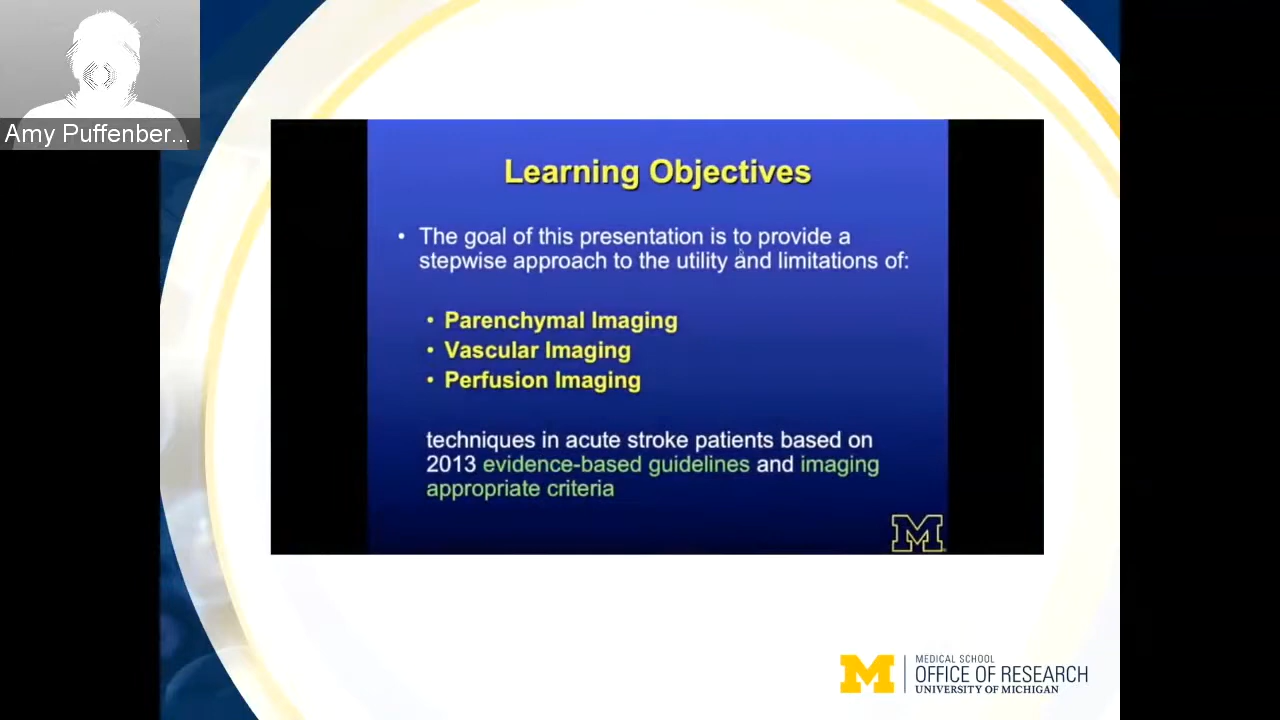 Amy Puffenber...
Learning Objectives
• The goal of this presentation is to provide a
stepwise approach to the utility and limitations of:
• Parenchymal Imaging
• Vascular Imaging
• Perfusion Imaging
techniques in acute stroke patients based on
2013 evidence-based guidelines and imaging
appropriate criteria
M
M
MEDICAL SCHOOL
OFFICE OF RESEARCH
UNIVERSITY OF MICHIGAN